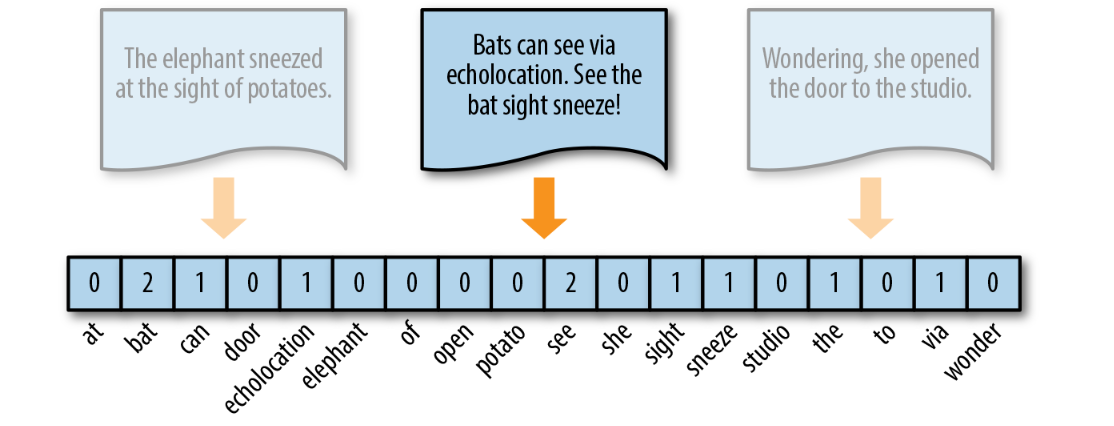 The elephant sneezed
at the sight of potatoes.
Bats can see via
echolocation. See the
bat sight sneeze!
Wondering, she opened
the door to the studio.
0 2 1 0 1 0 0 0 0 2 0 1 1 0 1 0 1 0
at bat can door echolocation elephant of open potato see she sight sneeze studio the to via wonder